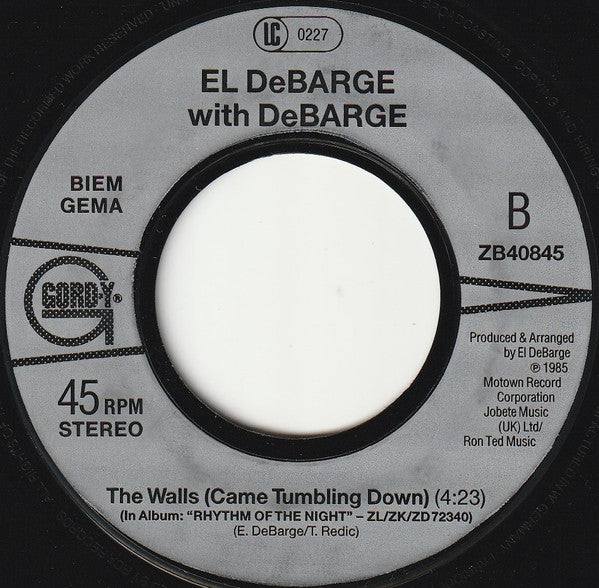 LC 0227
EL DeBARGE
with DeBARGE
BIEM
GEMA
B
ZB40845
GORD-Y®
Produced & Arranged
by El DeBarge
℗ 1985
Motown Record
Corporation
Jobete Music
(UK) Ltd/
Ron Ted Music
45 RPM
STEREO
The Walls (Came Tumbling Down) (4:23)
(In Album: “RHYTHM OF THE NIGHT” – ZL/ZK/ZD72340)
(E. DeBarge/T. Redic)